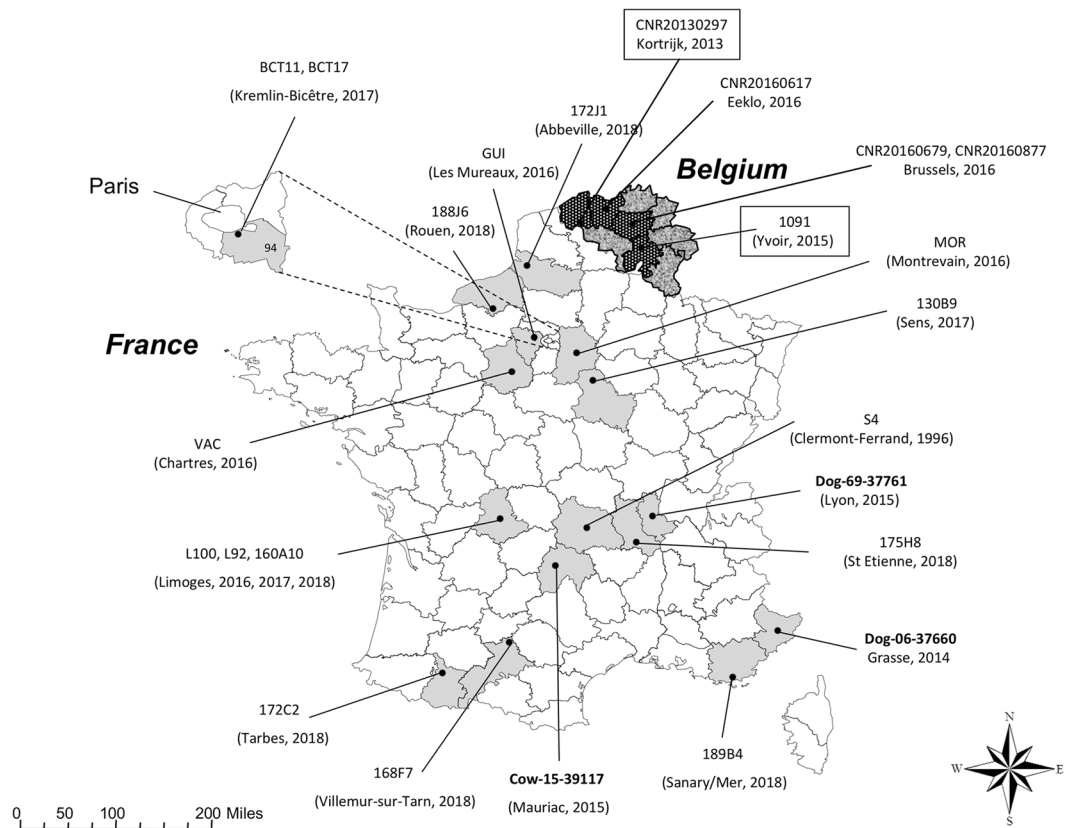 CNR20130297
Kortrijk, 2013
BCT11, BCT17
(Kremlin-Bicêtre, 2017)
CNR20160617
Eeklo, 2016
172J1
(Abbeville, 2018)
GUI
(Les Mureaux, 2016)
Belgium
CNR20160679, CNR20160877
Brussels, 2016
Paris
188J6
(Rouen, 2018)
1091
(Yvoir, 2015)
94
MOR
(Montrevain, 2016)
130B9
(Sens, 2017)
France
S4
(Clermont-Ferrand, 1996)
VAC
(Chartres, 2016)
Dog-69-37761
(Lyon, 2015)
L100, L92, 160A10
(Limoges, 2016, 2017, 2018)
175H8
(St Etienne, 2018)
Dog-06-37660
Grasse, 2014
172C2
(Tarbes, 2018)
168F7
(Villemur-sur-Tarn, 2018)
Cow-15-39117
(Mauriac, 2015)
189B4
(Sanary/Mer, 2018)
N
W
E
S
0 50 100 200 Miles